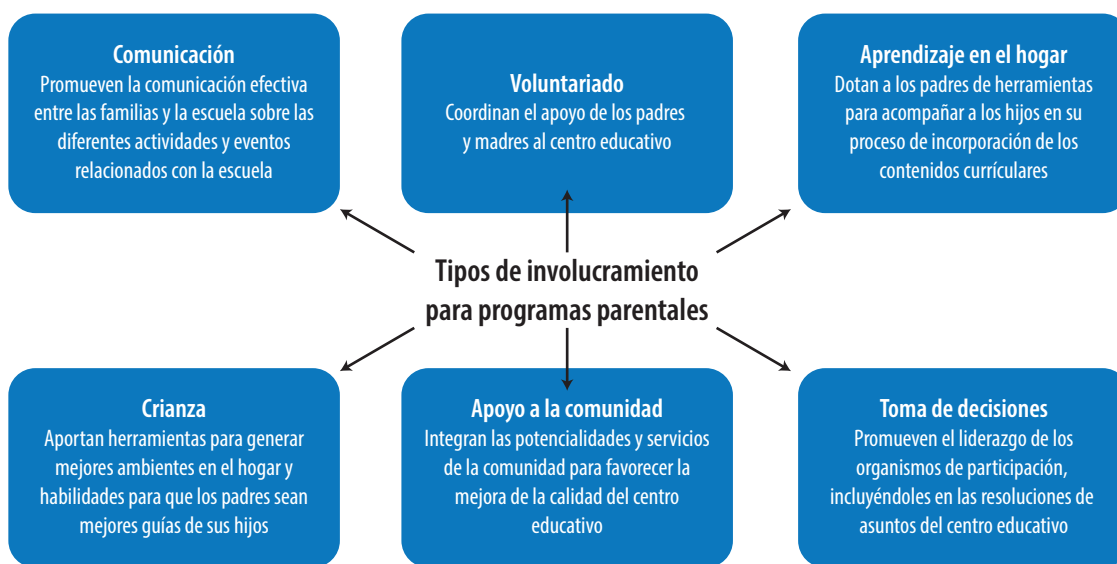 Comunicación
Promueven la comunicación efectiva
entre las familias y la escuela sobre las
diferentes actividades y eventos
relacionados con la escuela
Voluntariado
Coordinan el apoyo de los padres
y madres al centro educativo
Aprendizaje en el hogar
Dotan a los padres de herramientas
para acompañar a los hijos en su
proceso de incorporación de los
contenidos currículares
Tipos de involucramiento
para programas parentales
Crianza
Aportan herramientas para generar
mejores ambientes en el hogar y
habilidades para que los padres sean
mejores guías de sus hijos
Apoyo a la comunidad
Integran las potencialidades y servicios
de la comunidad para favorecer la
mejora de la calidad del centro
educativo
Toma de decisiones
Promueven el liderazgo de los
organismos de participación,
incluyéndoles en las resoluciones de
asuntos del centro educativo